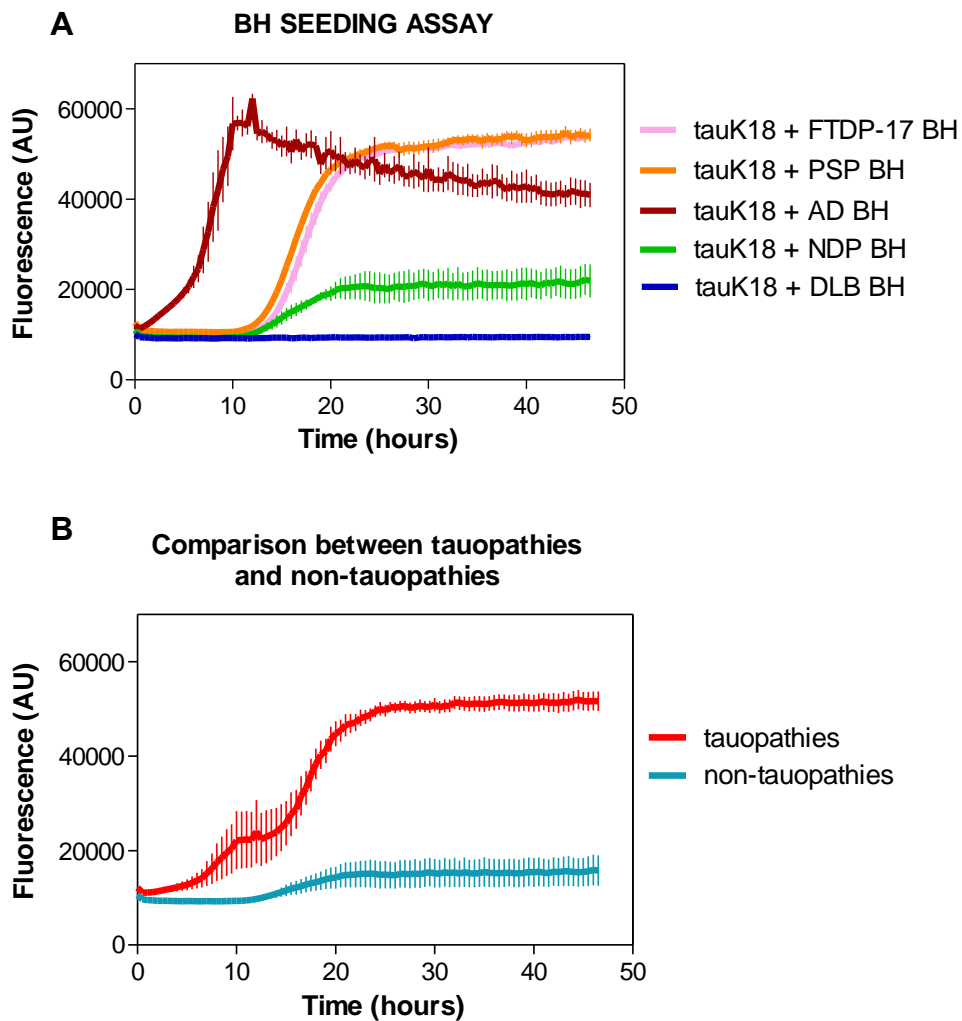 A
BH SEEDING ASSAY
Fluorescence (AU)
60000
40000
20000
0
0 10 20 30 40 50
Time (hours)
tauK18 + FTDP-17 BH
tauK18 + PSP BH
tauK18 + AD BH
tauK18 + NDP BH
tauK18 + DLB BH
B
Comparison between tauopathies
and non-tauopathies
Fluorescence (AU)
60000
40000
20000
0
0 10 20 30 40 50
Time (hours)
tauopathies
non-tauopathies